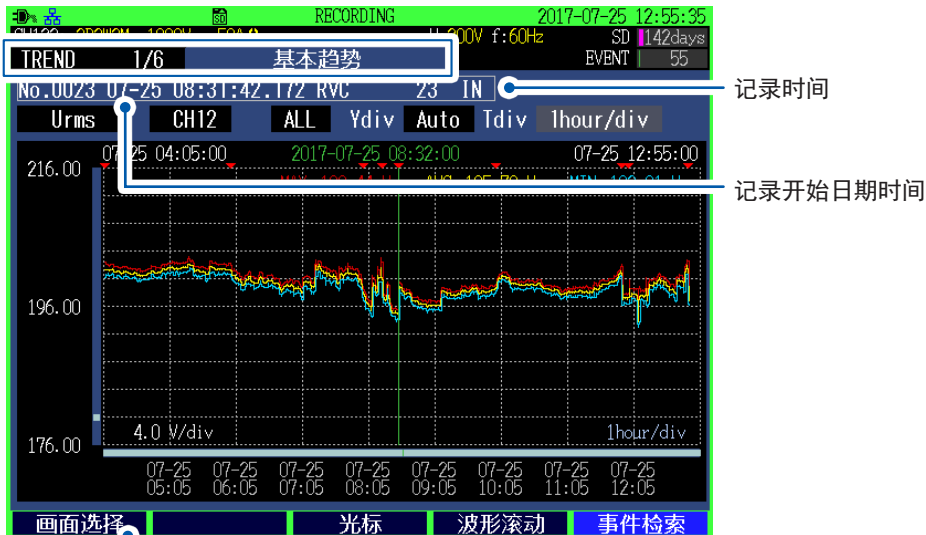 SD RECORDING 2017-07-25 12:55:35
f:60Hz SD 142days
TREND 1/6 基本趋势 EVENT 55
No.0023 07-25 08:31:42.172 RVC 23 IN
记录时间
Urms CH12 ALL Ydiv Auto Tdiv 1hour/div
07-25 04:05:00 2017-07-25 08:32:00 07-25 12:55:00
216.00
记录开始日期时间
196.00
4.0 V/div 1hour/div
176.00
07-25 07-25 07-25 07-25 07-25 07-25 07-25 07-25
05:05 06:05 07:05 08:05 09:05 10:05 11:05 12:05
画面选择 光标 波形滚动 事件检索